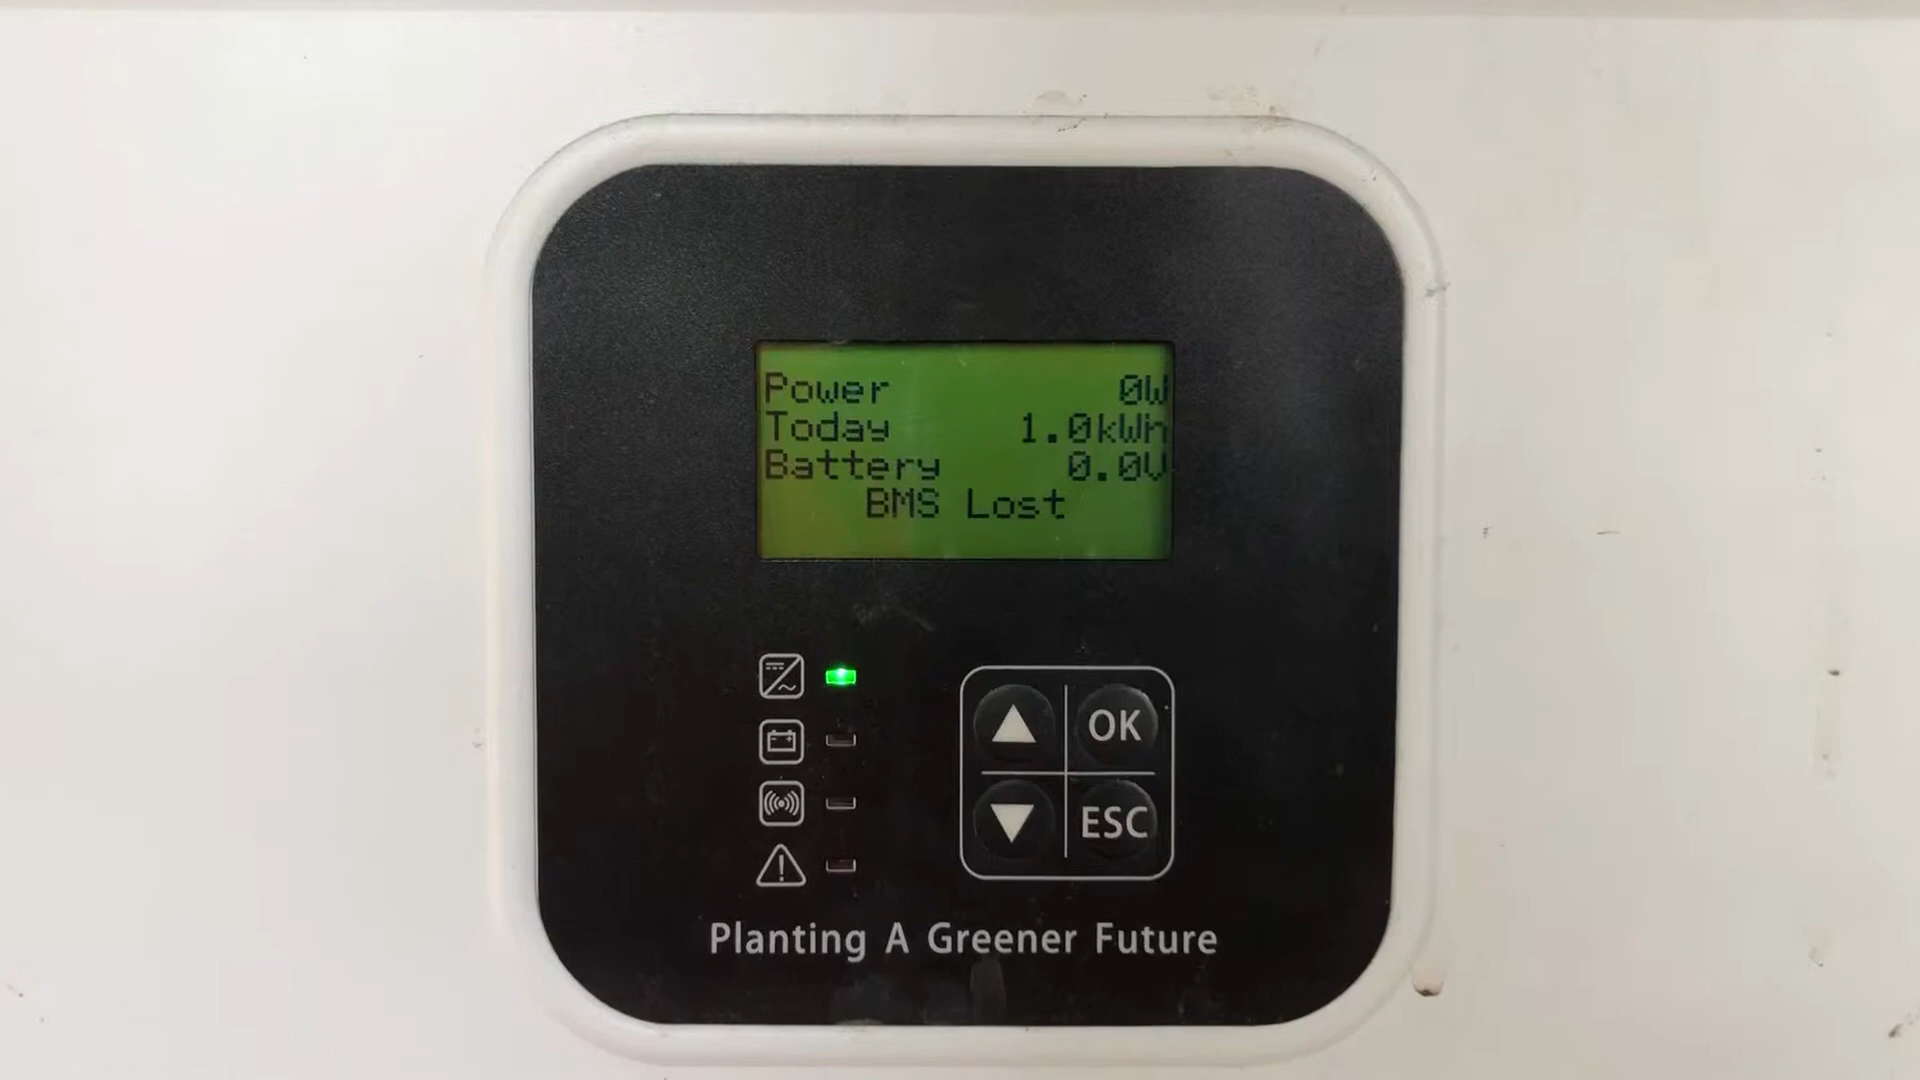 Power 0W
Today 1.0kWh
Battery 0.0V
BMS Lost
OK
ESC
Planting A Greener Future